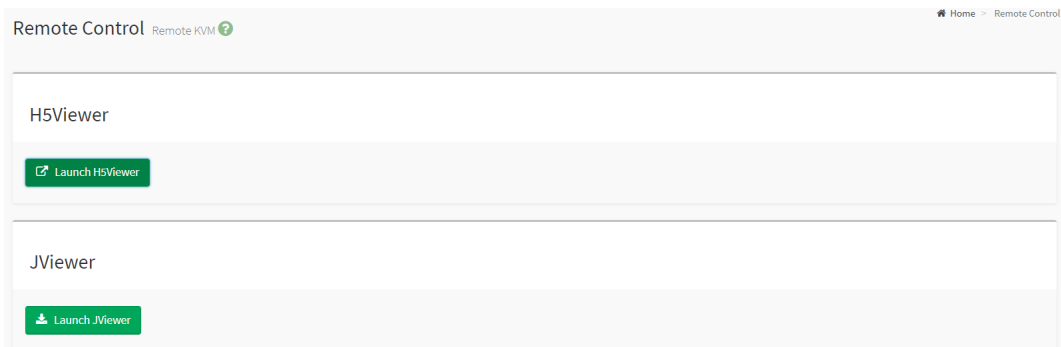 Home > Remote Control
Remote Control Remote KVM ?
H5Viewer
Launch H5Viewer
JViewer
Launch JViewer